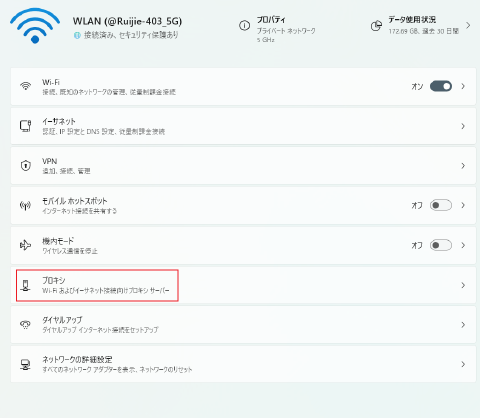 WLAN (@Ruijie-403_5G)
接続済み、セキュリティ保護あり
プロパティ
プライベート ネットワーク
5 GHz
データ使用状況
172.89 GB、過去 30 日間
Wi-Fi
接続、既知のネットワークの管理、従量制課金接続
オン
イーサネット
認証、IP 設定と DNS 設定、従量制課金接続
VPN
追加、接続、管理
モバイル ホットスポット
インターネット接続を共有する
オフ
機内モード
ワイヤレス通信を停止
オフ
プロキシ
Wi-Fi およびイーサネット接続向けプロキシ サーバー
ダイヤルアップ
ダイヤルアップ インターネット接続をセットアップ
ネットワークの詳細設定
すべてのネットワーク アダプターを表示、ネットワークのリセット